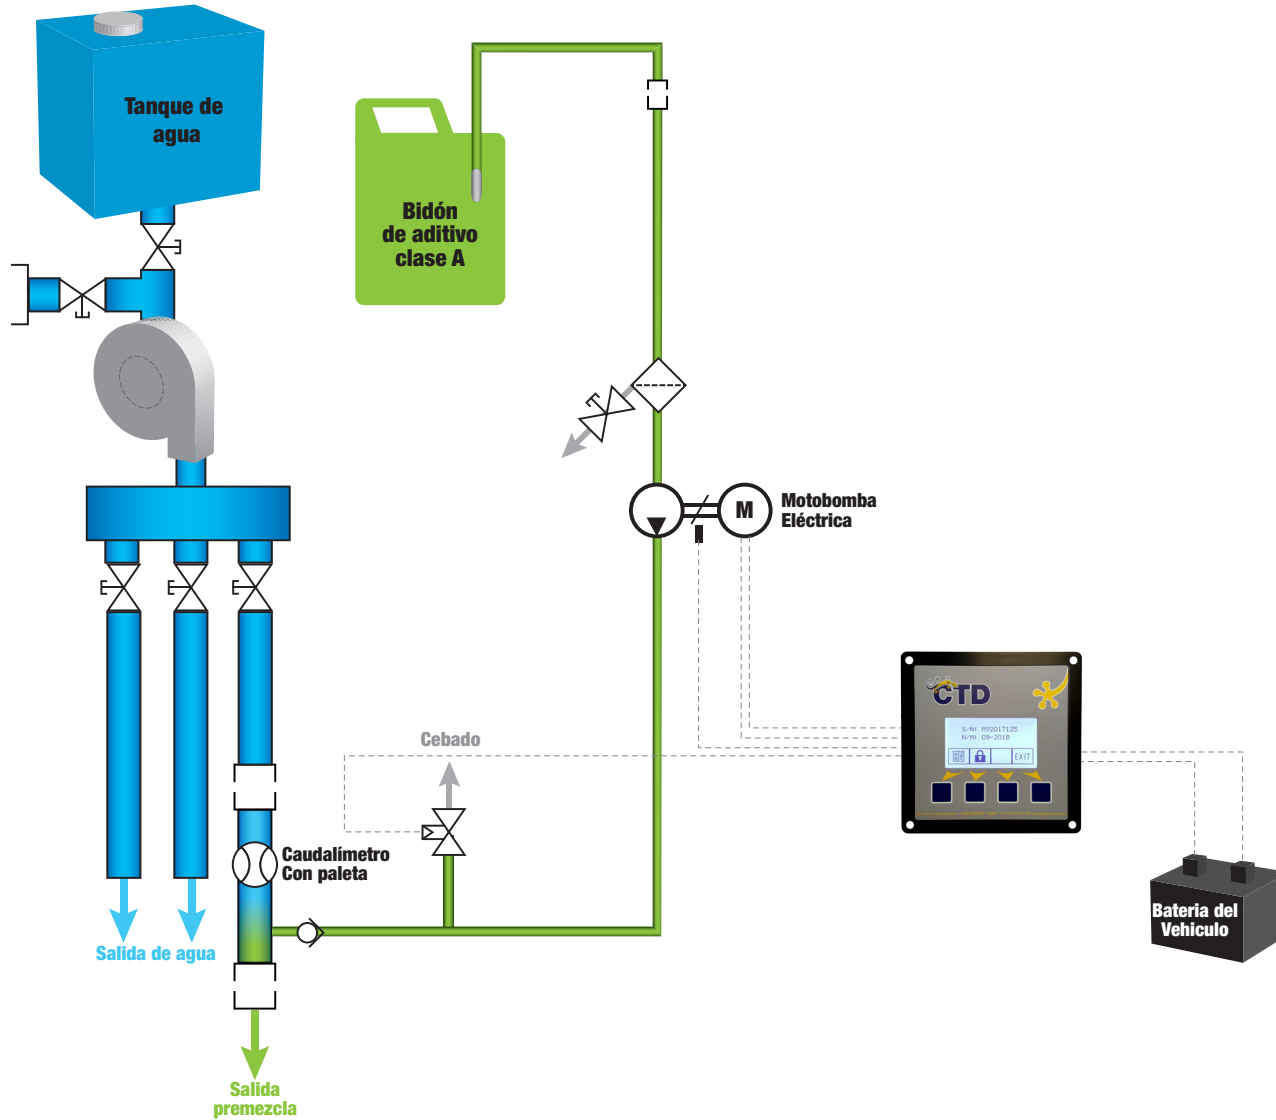 Tanque de
agua
Bidón
de aditivo
clase A
M
Motobomba
Eléctrica
CTD
S/N: M92017125
N/M: 09-2018
EXIT
Cebado
Caudalímetro
Con paleta
Bateria del
Vehiculo
Salida de agua
Salida
premezcla